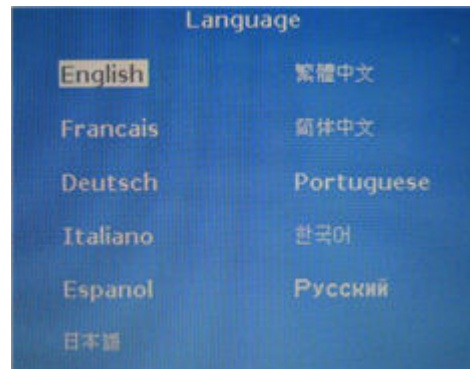 Language
English
繁體中文
Francais
简体中文
Deutsch
Portuguese
Italiano
한국어
Espanol
Русский
日本語